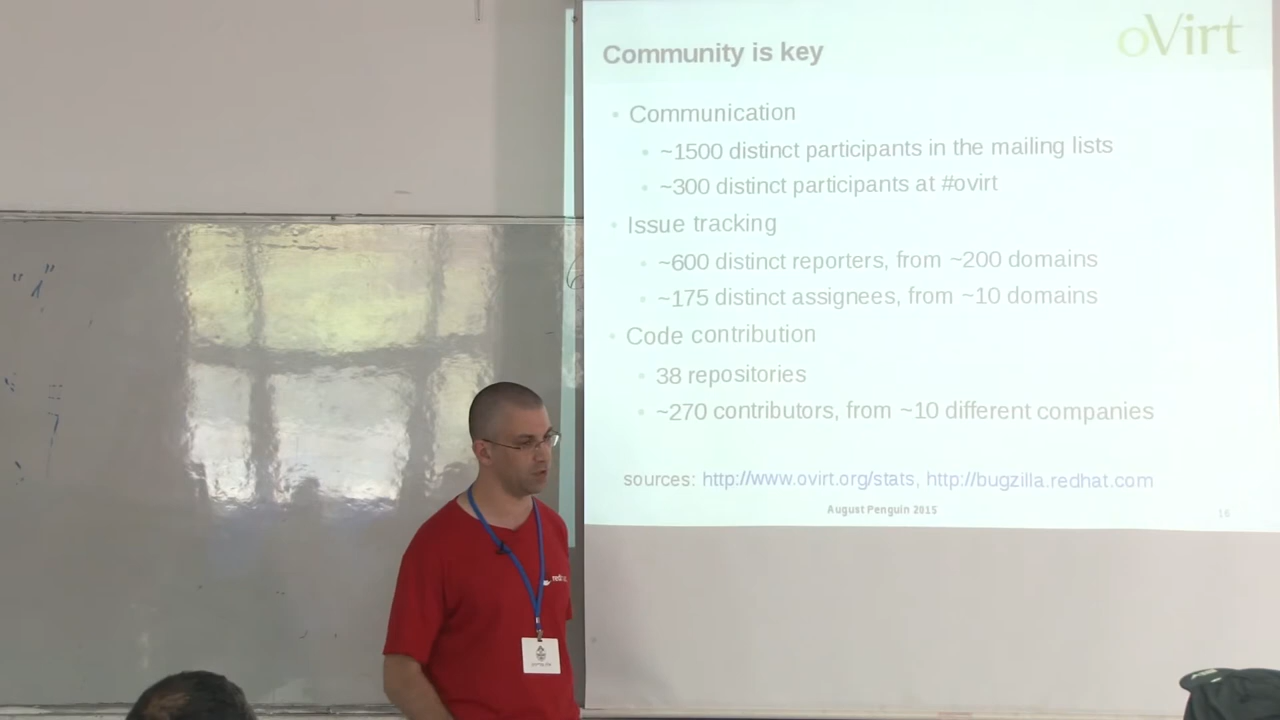 oVirt
Community is key
Communication
~1500 distinct participants in the mailing lists
~300 distinct participants at #ovirt
Issue tracking
~600 distinct reporters, from ~200 domains
~175 distinct assignees, from ~10 domains
Code contribution
38 repositories
~270 contributors, from ~10 different companies
sources: http://www.ovirt.org/stats, http://bugzilla.redhat.com
August Penguin 2015
16